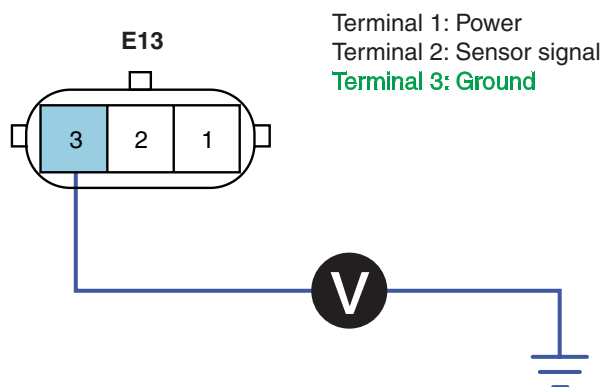 E13
Terminal 1: Power
Terminal 2: Sensor signal
Terminal 3: Ground
3 2 1
V